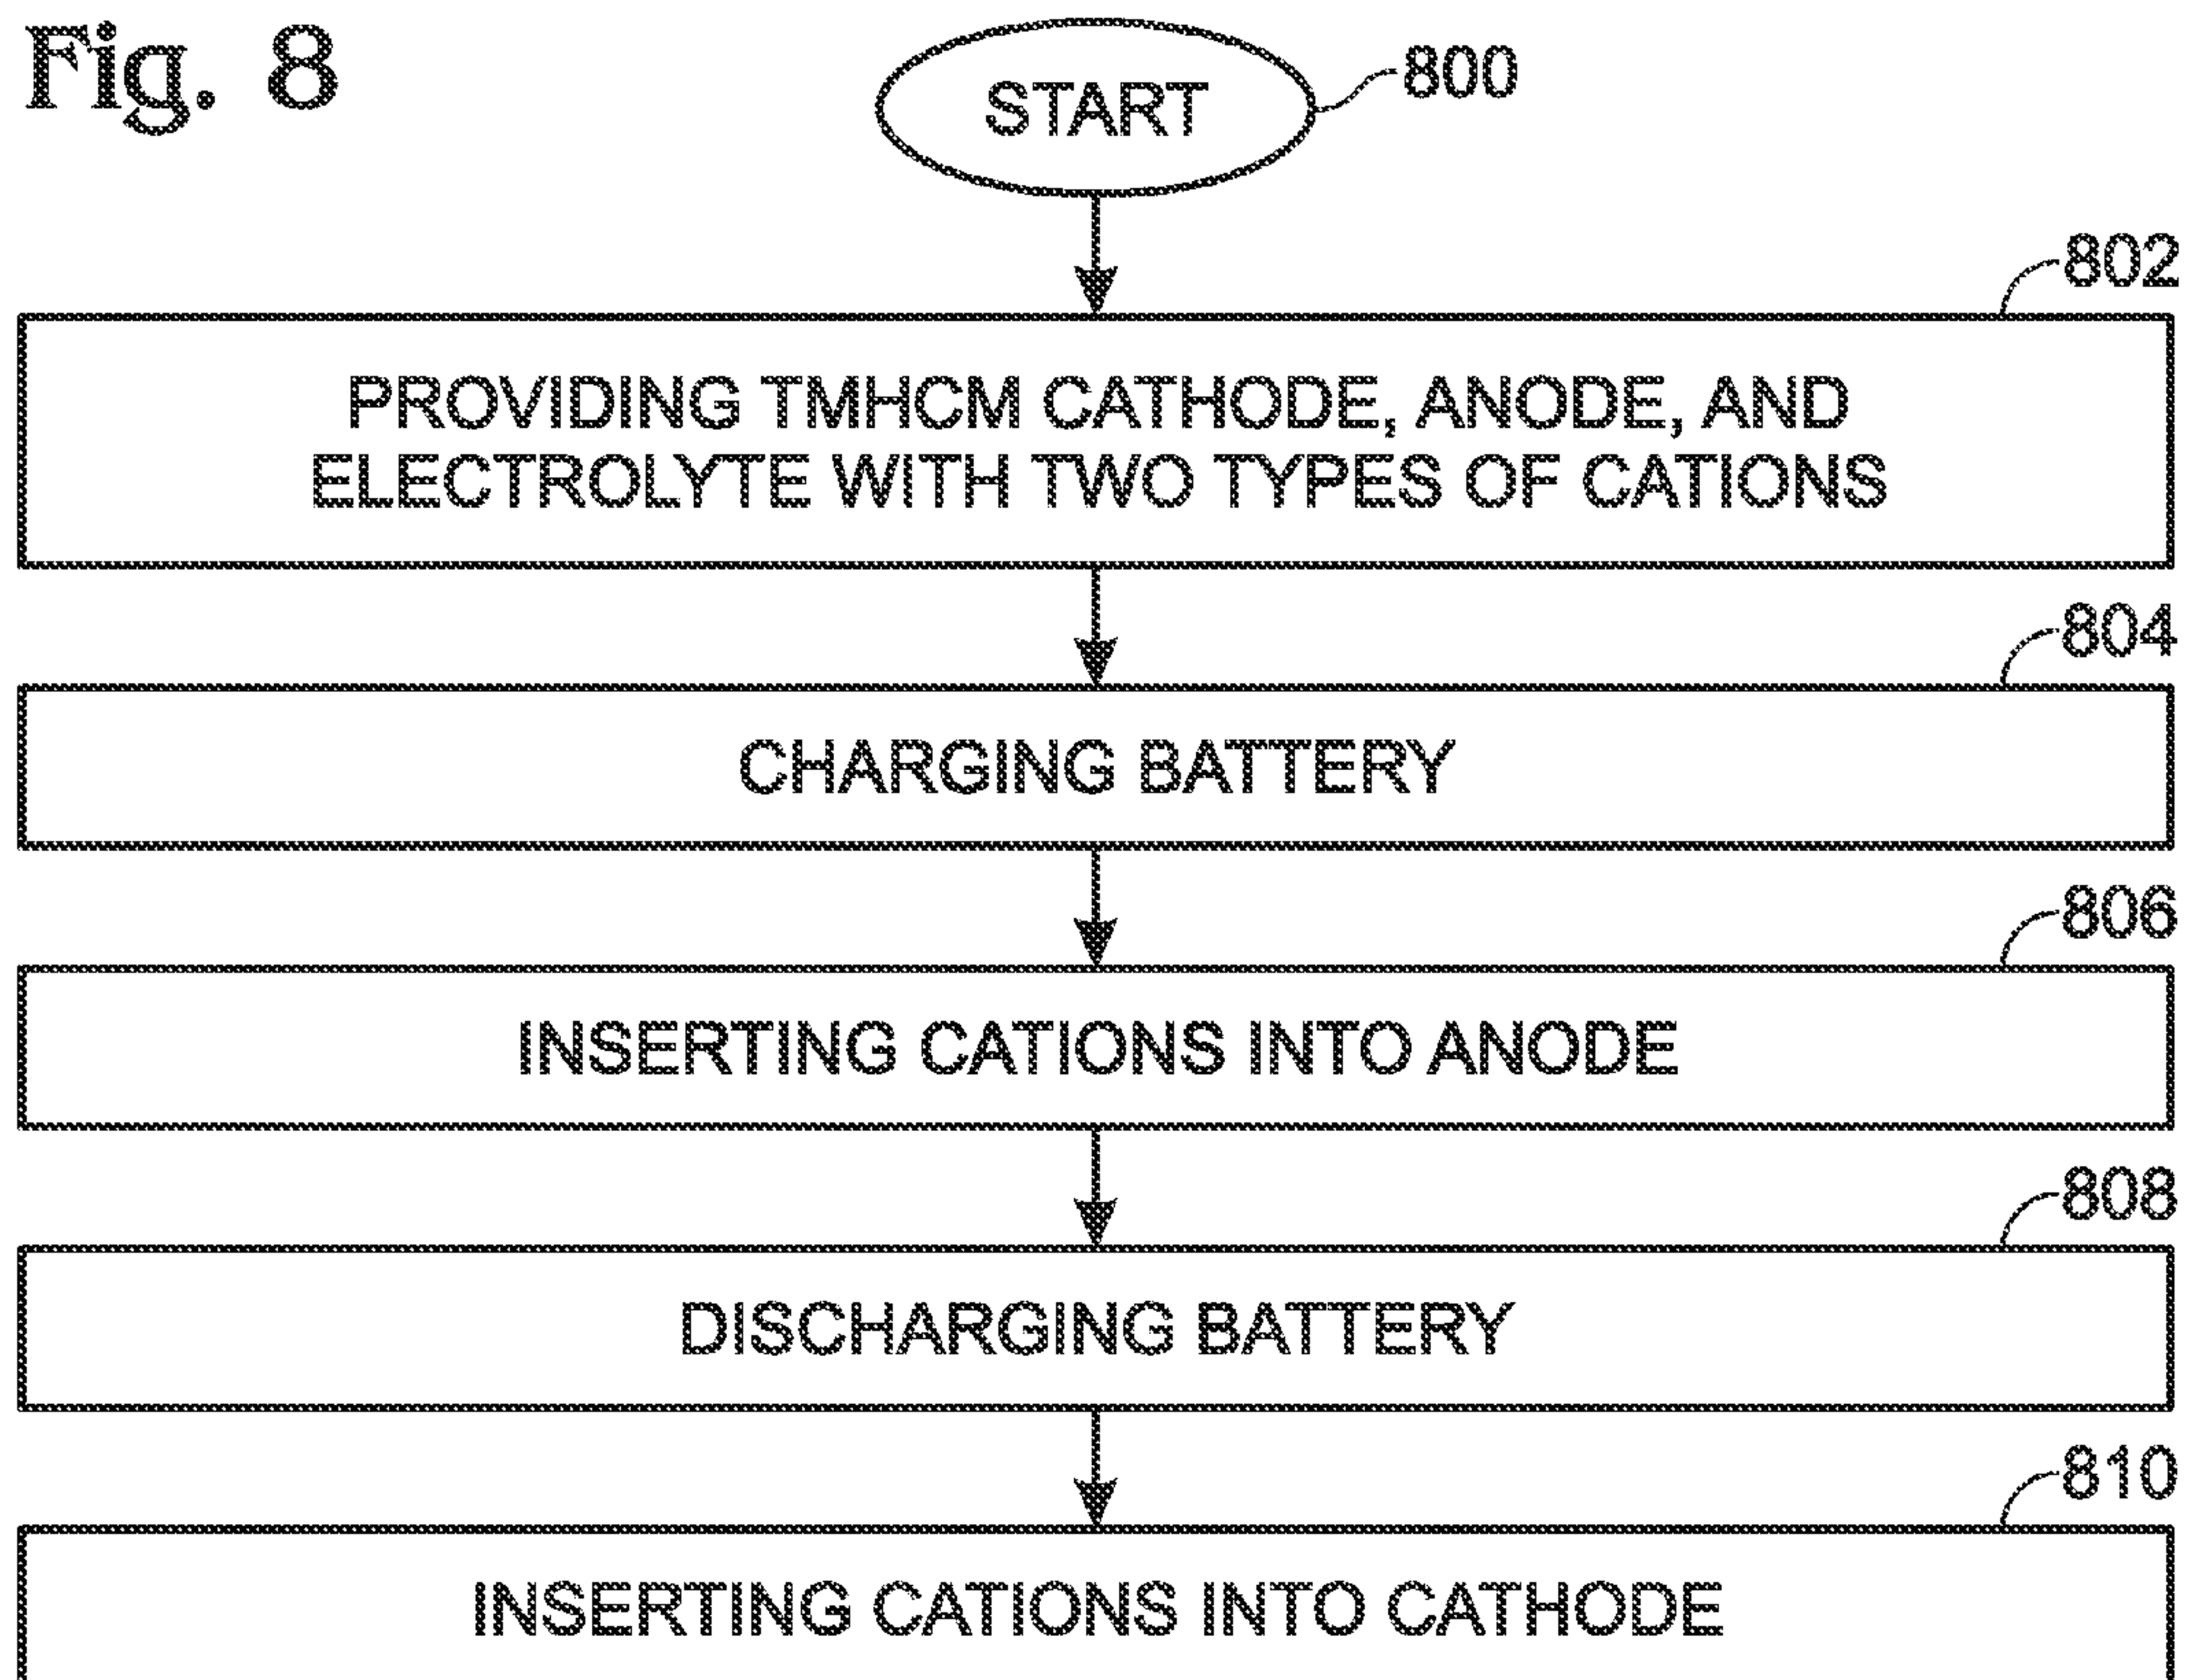 Fig. 8
START
800
802
PROVIDING TMHCM CATHODE, ANODE, AND
ELECTROLYTE WITH TWO TYPES OF CATIONS
804
CHARGING BATTERY
806
INSERTING CATIONS INTO ANODE
808
DISCHARGING BATTERY
810
INSERTING CATIONS INTO CATHODE